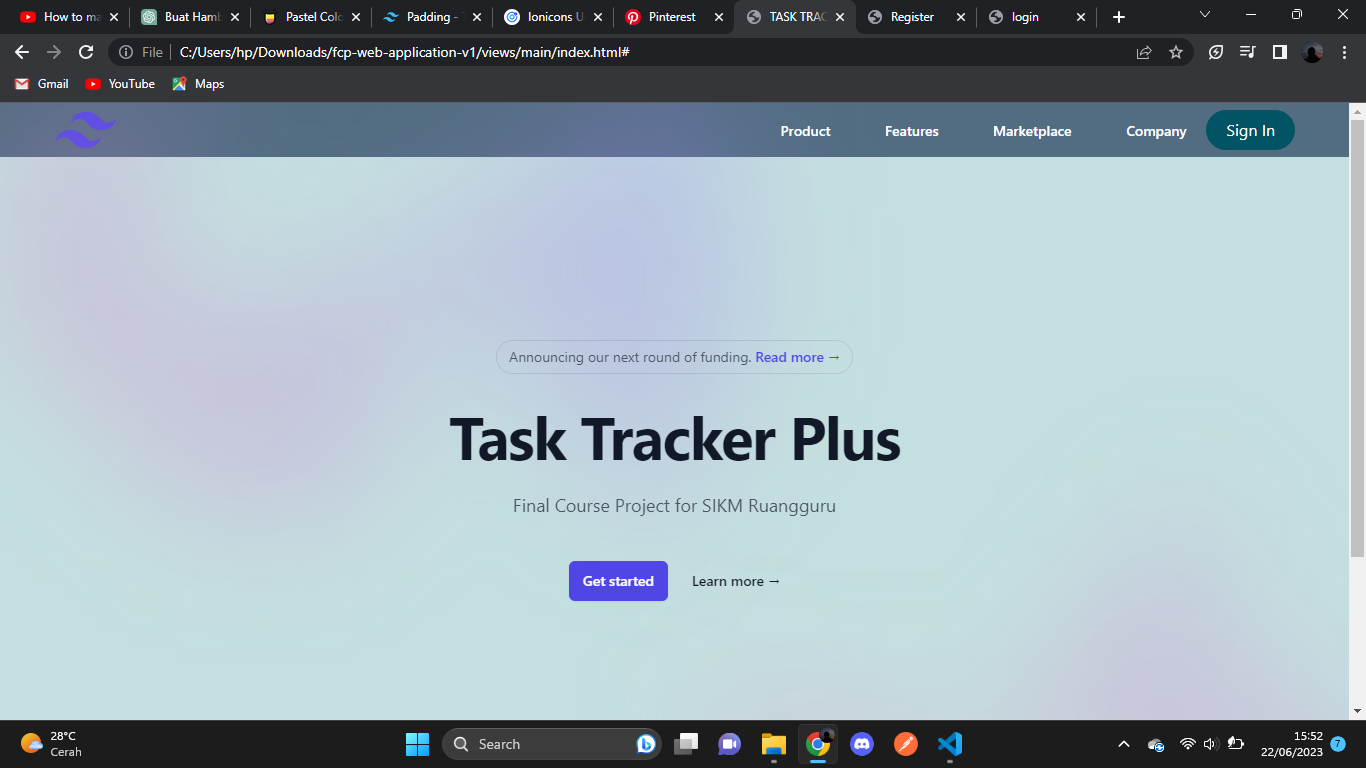 How to ma
Buat Hamb
Pastel Colo
Padding -
Ionicons U
Pinterest
TASK TRAC
Register
login
File
C:/Users/hp/Downloads/fcp-web-application-v1/views/main/index.html#
Gmail
YouTube
Maps
Product
Features
Marketplace
Company
Sign In
Announcing our next round of funding. Read more →
Task Tracker Plus
Final Course Project for SIKM Ruangguru
Get started
Learn more →
28°C
Cerah
Search
15:52
22/06/2023
7